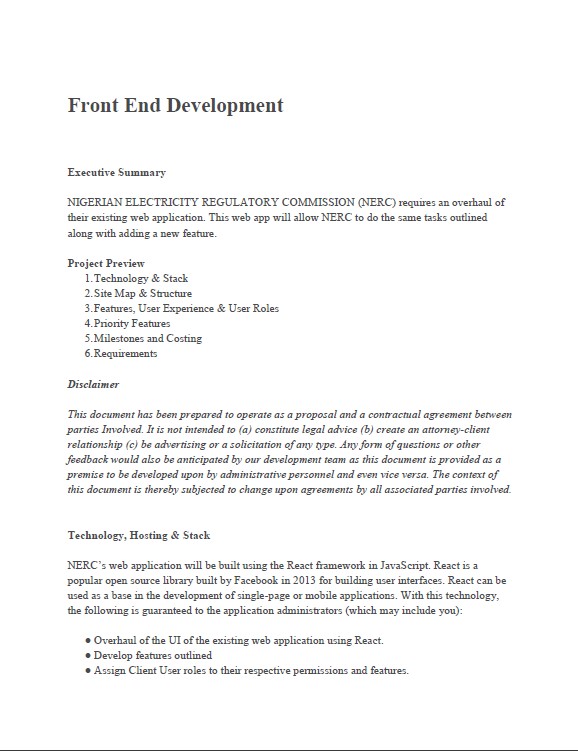 Front End Development
Executive Summary
NIGERIAN ELECTRICITY REGULATORY COMMISSION (NERC) requires an overhaul of
their existing web application. This web app will allow NERC to do the same tasks outlined
along with adding a new feature.
Project Preview
1. Technology & Stack
2. Site Map & Structure
3. Features, User Experience & User Roles
4. Priority Features
5. Milestones and Costing
6. Requirements
Disclaimer
This document has been prepared to operate as a proposal and a contractual agreement between
parties Involved. It is not intended to (a) constitute legal advice (b) create an attorney-client
relationship (c) be advertising or a solicitation of any type. Any form of questions or other
feedback would also be anticipated by our development team as this document is provided as a
premise to be developed upon by administrative personnel and even vice versa. The context of
this document is thereby subjected to change upon agreements by all associated parties involved.
Technology, Hosting & Stack
NERC’s web application will be built using the React framework in JavaScript. React is a
popular open source library built by Facebook in 2013 for building user interfaces. React can be
used as a base in the development of single-page or mobile applications. With this technology,
the following is guaranteed to the application administrators (which may include you):
● Overhaul of the UI of the existing web application using React.
● Develop features outlined
● Assign Client User roles to their respective permissions and features.